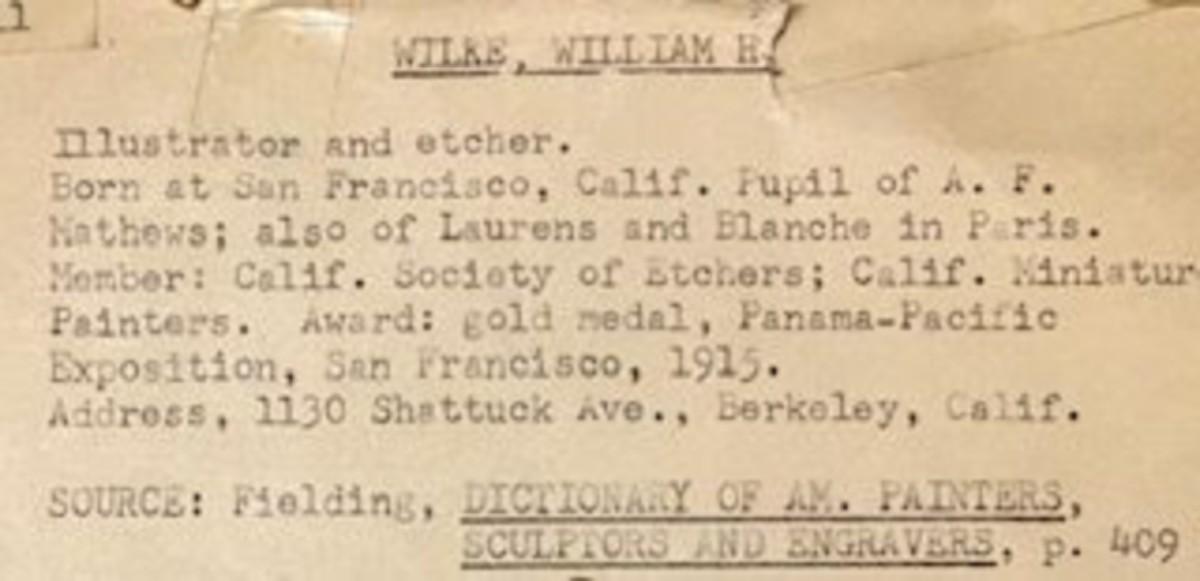 WILKE, WILLIAM H.
Illustrator and etcher.
Born at San Francisco, Calif. Pupil of A. F.
Mathews; also of Laurens and Blanche in Paris.
Member: Calif. Society of Etchers; Calif. Miniatur
Painters. Award: gold medal, Panama-Pacific
Exposition, San Francisco, 1915.
Address, 1130 Shattuck Ave., Berkeley, Calif.
SOURCE: Fielding, DICTIONARY OF AM. PAINTERS,
SCULPTORS AND ENGRAVERS, p. 409